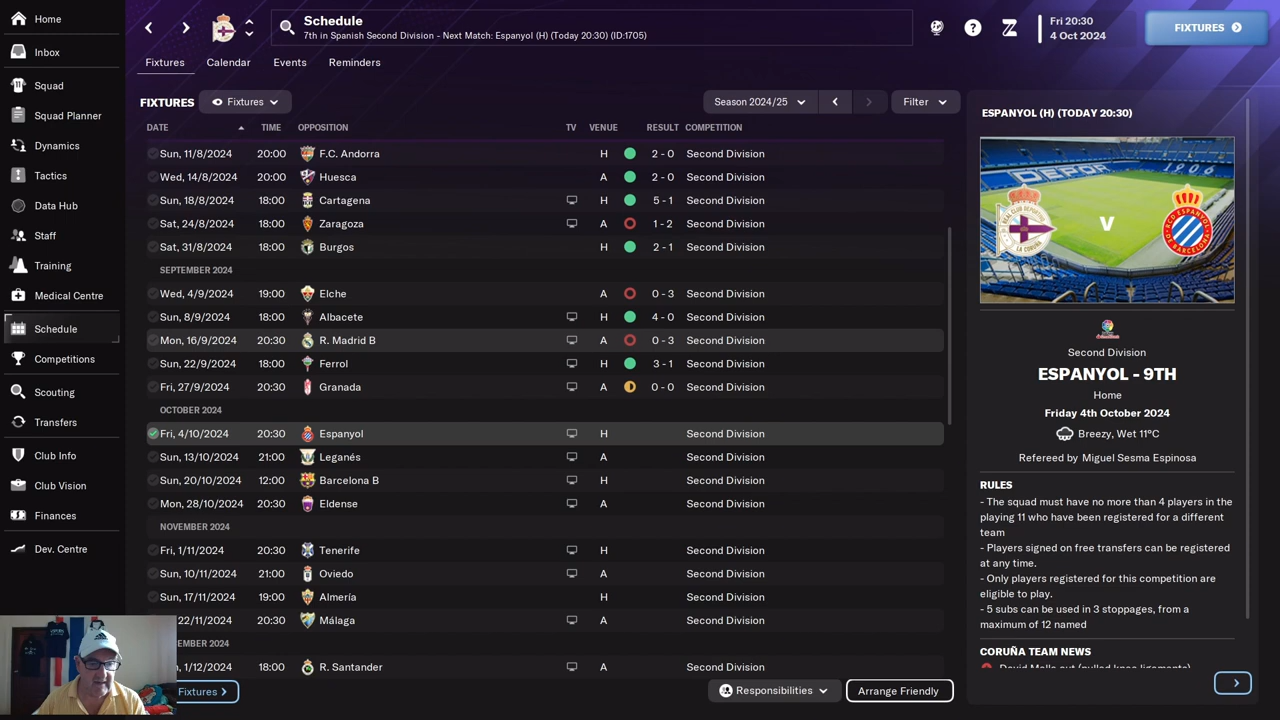 Home
Schedule
7th in Spanish Second Division - Next Match: Espanyol (H) (Today 20:30) (ID:1705)
Fri 20:30
4 Oct 2024
FIXTURES
Inbox
Fixtures Calendar Events Reminders
Squad
Squad Planner
Dynamics
Tactics
Data Hub
Staff
Training
Medical Centre
Schedule
Competitions
Scouting
Transfers
Club Info
Club Vision
Finances
Dev. Centre
FIXTURES Fixtures Season 2024/25 Filter
DATE TIME OPPOSITION TV VENUE RESULT COMPETITION
Sun, 11/8/2024 20:00 F.C. Andorra H 2 - 0 Second Division
Wed, 14/8/2024 20:00 Huesca A 2 - 0 Second Division
Sun, 18/8/2024 18:00 Cartagena H 5 - 1 Second Division
Sat, 24/8/2024 18:00 Zaragoza A 1 - 2 Second Division
Sat, 31/8/2024 18:00 Burgos H 2 - 1 Second Division
SEPTEMBER 2024
Wed, 4/9/2024 19:00 Elche A 0 - 3 Second Division
Sun, 8/9/2024 18:00 Albacete H 4 - 0 Second Division
Mon, 16/9/2024 20:30 R. Madrid B A 0 - 3 Second Division
Sun, 22/9/2024 18:00 Ferrol H 3 - 1 Second Division
Fri, 27/9/2024 20:30 Granada A 0 - 0 Second Division
OCTOBER 2024
Fri, 4/10/2024 20:30 Espanyol H Second Division
Sun, 13/10/2024 21:00 Leganés A Second Division
Sun, 20/10/2024 12:00 Barcelona B H Second Division
Mon, 28/10/2024 20:30 Eldense A Second Division
NOVEMBER 2024
Fri, 1/11/2024 20:30 Tenerife H Second Division
Sun, 10/11/2024 21:00 Oviedo A Second Division
Sun, 17/11/2024 19:00 Almería H Second Division
22/11/2024 20:30 Málaga A Second Division
2024
1/12/2024 18:00 R. Santander A Second Division
Fixtures
Responsibilities
Arrange Friendly
ESPANYOL (H) (TODAY 20:30)
DEPOR 1906
V
Second Division
ESPANYOL - 9TH
Home
Friday 4th October 2024
Breezy, Wet 11°C
Refereed by Miguel Sesma Espinosa
RULES
- The squad must have no more than 4 players in the
playing 11 who have been registered for a different
team
- Players signed on free transfers can be registered
at any time.
- Only players registered for this competition are
eligible to play.
- 5 subs can be used in 3 stoppages, from a
maximum of 12 named
CORUÑA TEAM NEWS
David Mella out (pulled knee ligaments)